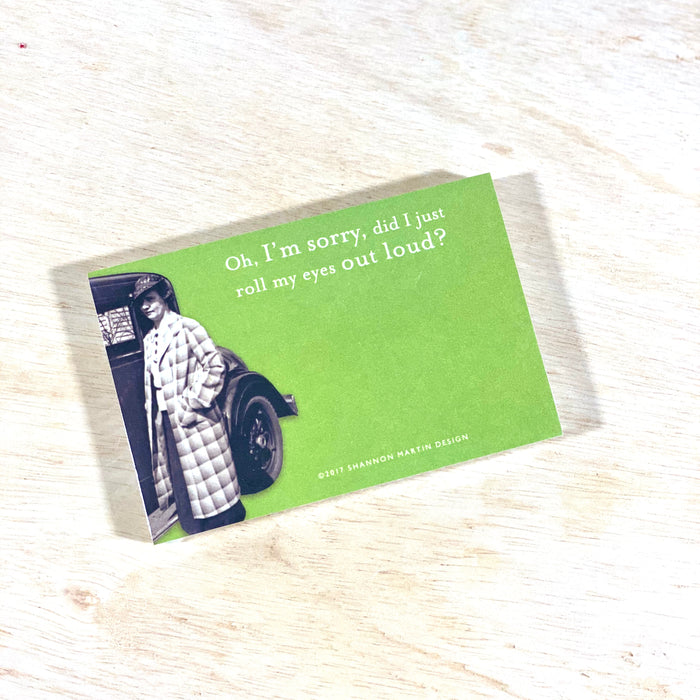 Oh, I'm sorry, did I just
roll my eyes out loud?
©2017 SHANNON MARTIN DESIGN